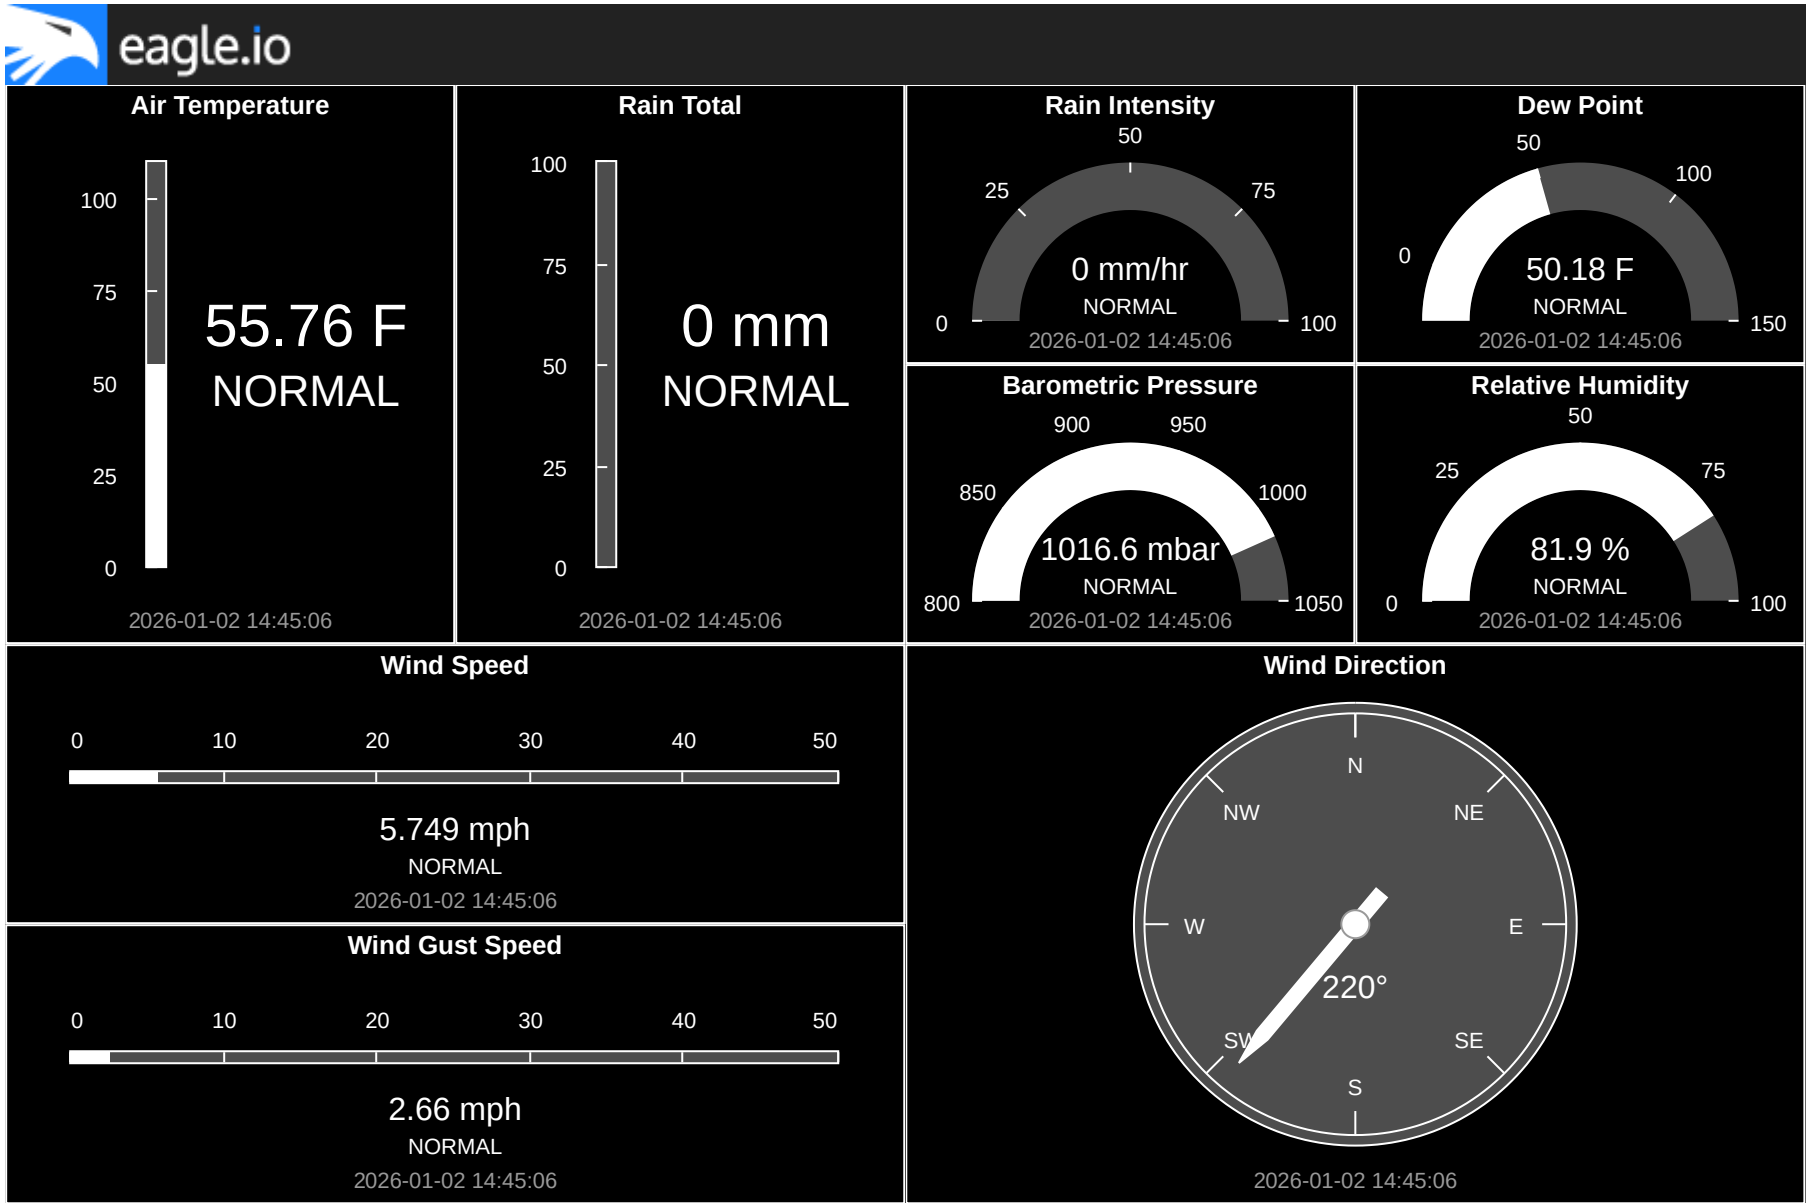 eagle.io
Air Temperature
100
75
50
25
0
55.76 F
NORMAL
2026-01-02 14:45:06
Rain Total
100
75
50
25
0
0 mm
NORMAL
2026-01-02 14:45:06
Rain Intensity
50
25
75
0
100
0 mm/hr
NORMAL
2026-01-02 14:45:06
Dew Point
50
100
0
150
50.18 F
NORMAL
2026-01-02 14:45:06
Barometric Pressure
900
950
850
1000
800
1050
1016.6 mbar
NORMAL
2026-01-02 14:45:06
Relative Humidity
50
25
75
0
100
81.9 %
NORMAL
2026-01-02 14:45:06
Wind Speed
0 10 20 30 40 50
5.749 mph
NORMAL
2026-01-02 14:45:06
Wind Gust Speed
0 10 20 30 40 50
2.66 mph
NORMAL
2026-01-02 14:45:06
Wind Direction
N
NW
NE
W
E
220°
SW
SE
S
2026-01-02 14:45:06